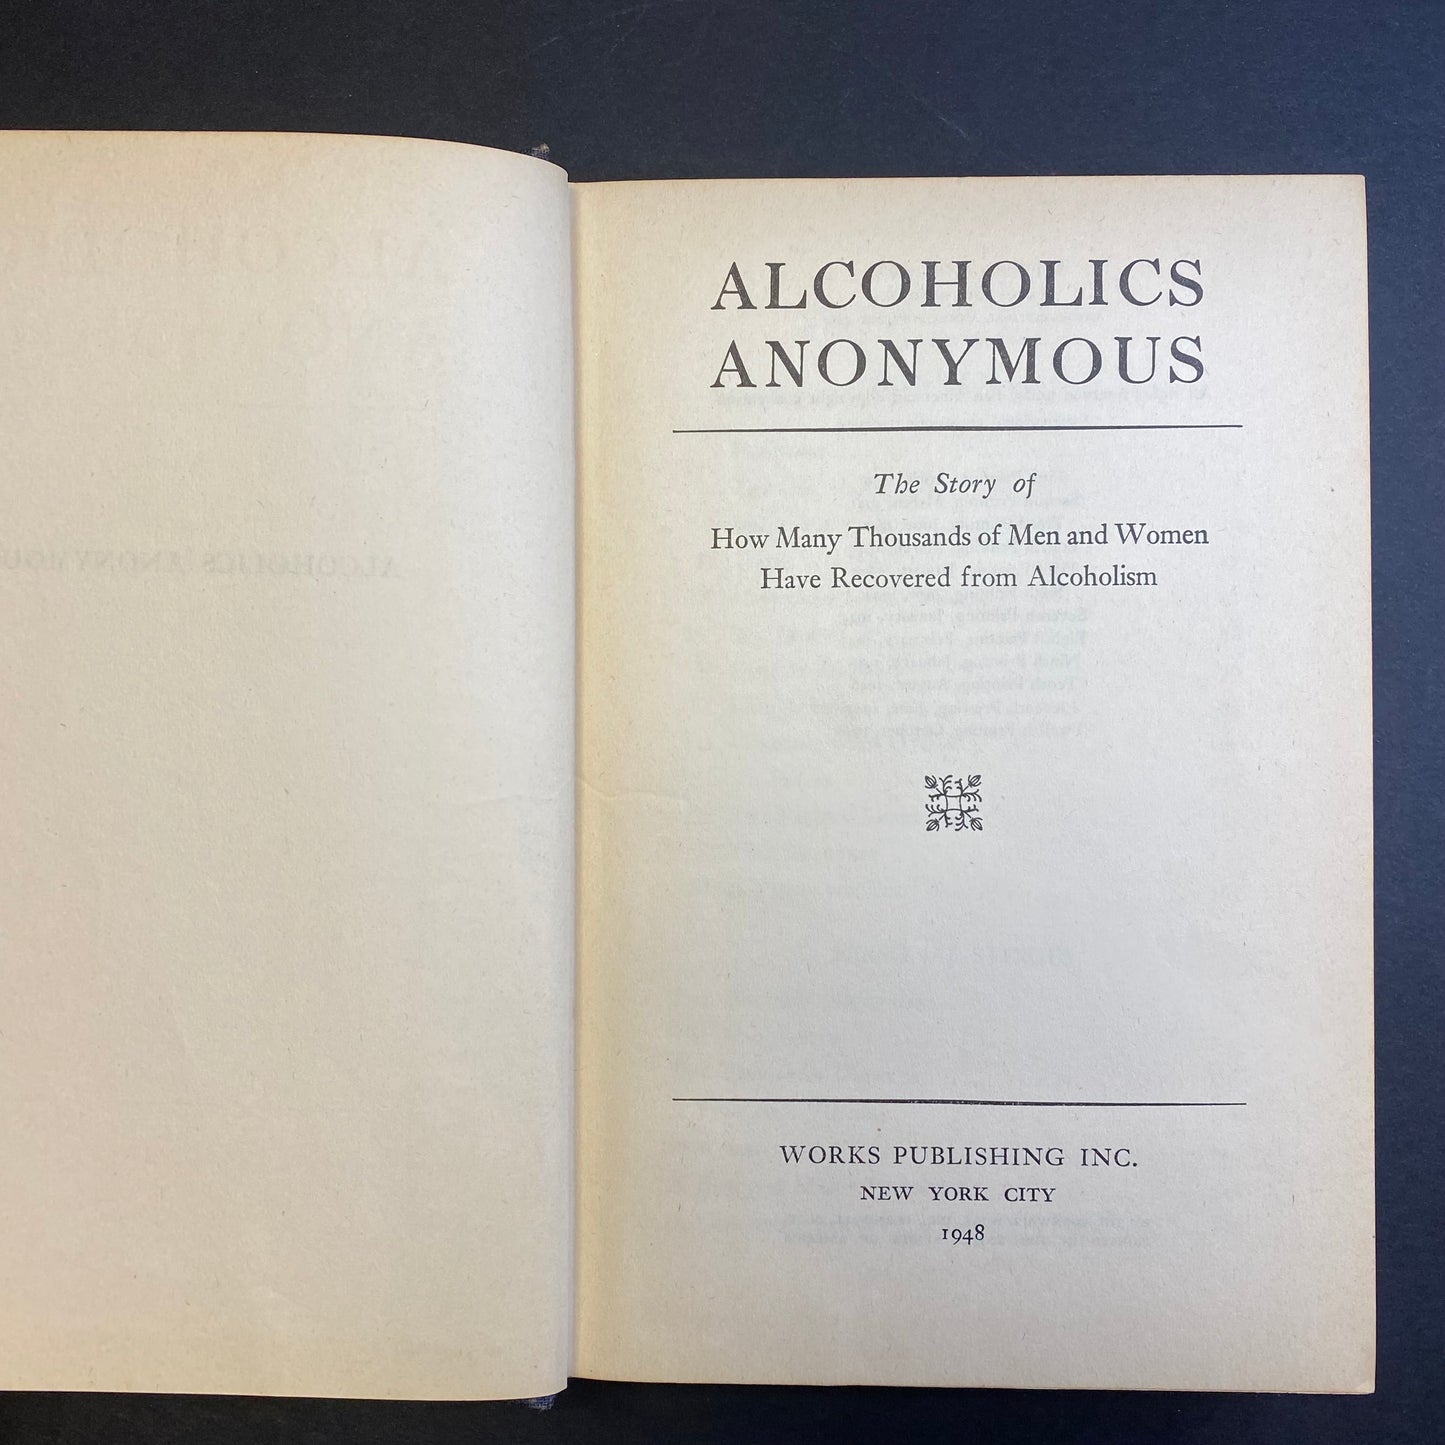 ALCOHOLICS
ANONYMOUS
The Story of
How Many Thousands of Men and Women
Have Recovered from Alcoholism
WORKS PUBLISHING INC.
NEW YORK CITY
1948